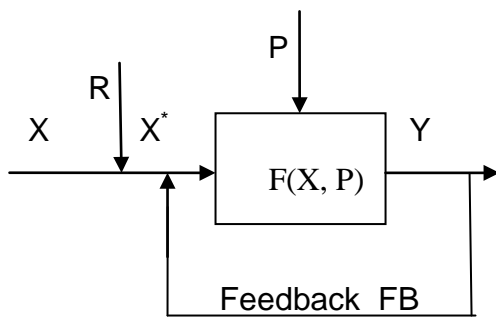 P
R
X X* Y
F(X, P)
Feedback FB